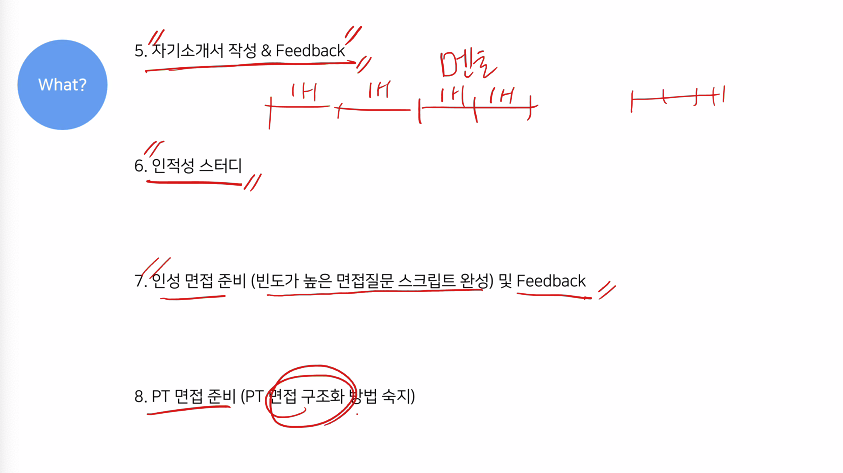 What?
5. 자기소개서 작성 & Feedback
멘토
1H 1H 1H 1H
6. 인적성 스터디
7. 인성 면접 준비 (빈도가 높은 면접질문 스크립트 완성) 및 Feedback
8. PT 면접 준비 (PT 면접 구조화 방법 숙지)